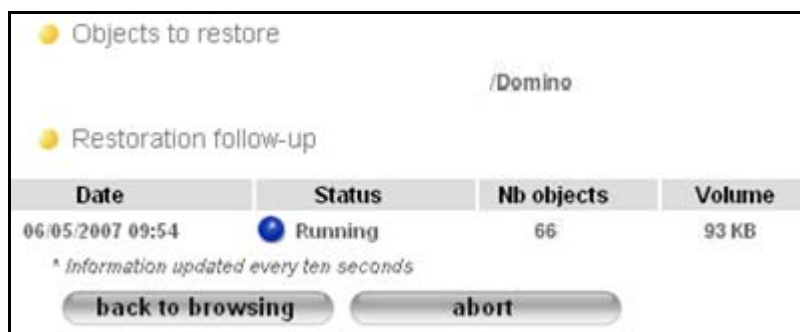 Objects to restore
/Domino
Restoration follow-up
Date Status Nb objects Volume
06/05/2007 09:54 Running 66 93 KB
* Information updated every ten seconds
back to browsing abort